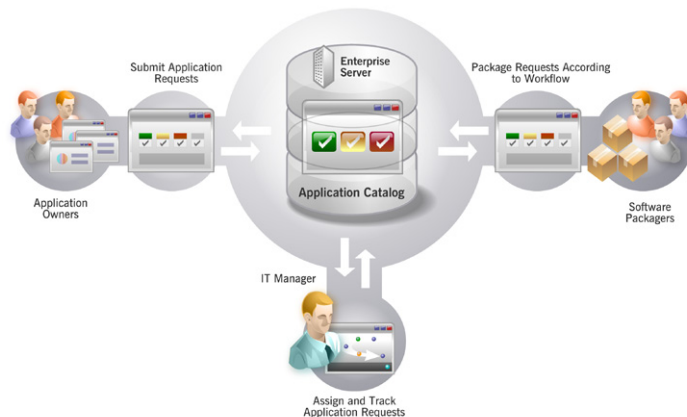 Submit Application
Requests
Enterprise
Server
Package Requests According
to Workflow
Application Catalog
Application
Owners
Software
Packagers
IT Manager
Assign and Track
Application Requests